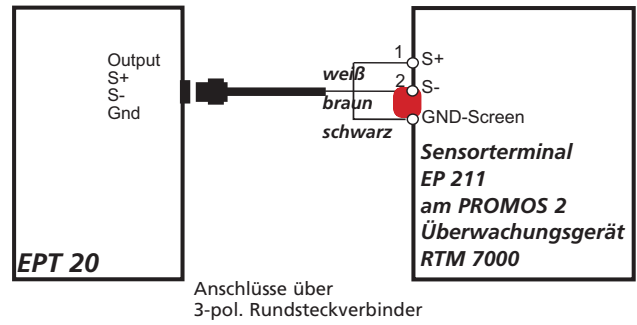 Output
S+
S-
Gnd
EPT 20
weiß
braun
schwarz
1
S+
2
S-
GND-Screen
Sensorterminal
EP 211
am PROMOS 2
Überwachungsgerät
RTM 7000
Anschlüsse über
3-pol. Rundsteckverbinder